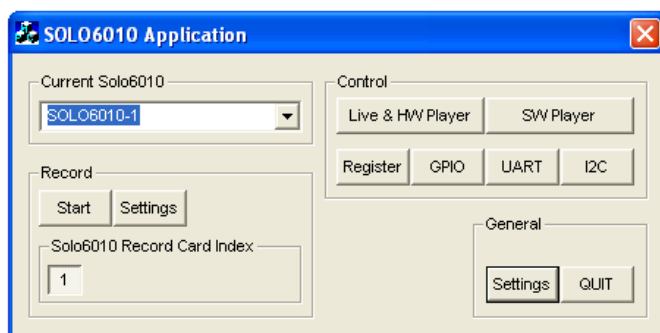 SOLO6010 Application
Current Solo6010
SOLO6010-1
Control
Live & HW Player
SW Player
Register
GPIO
UART
I2C
Record
Start
Settings
Solo6010 Record Card Index
1
General
Settings
QUIT